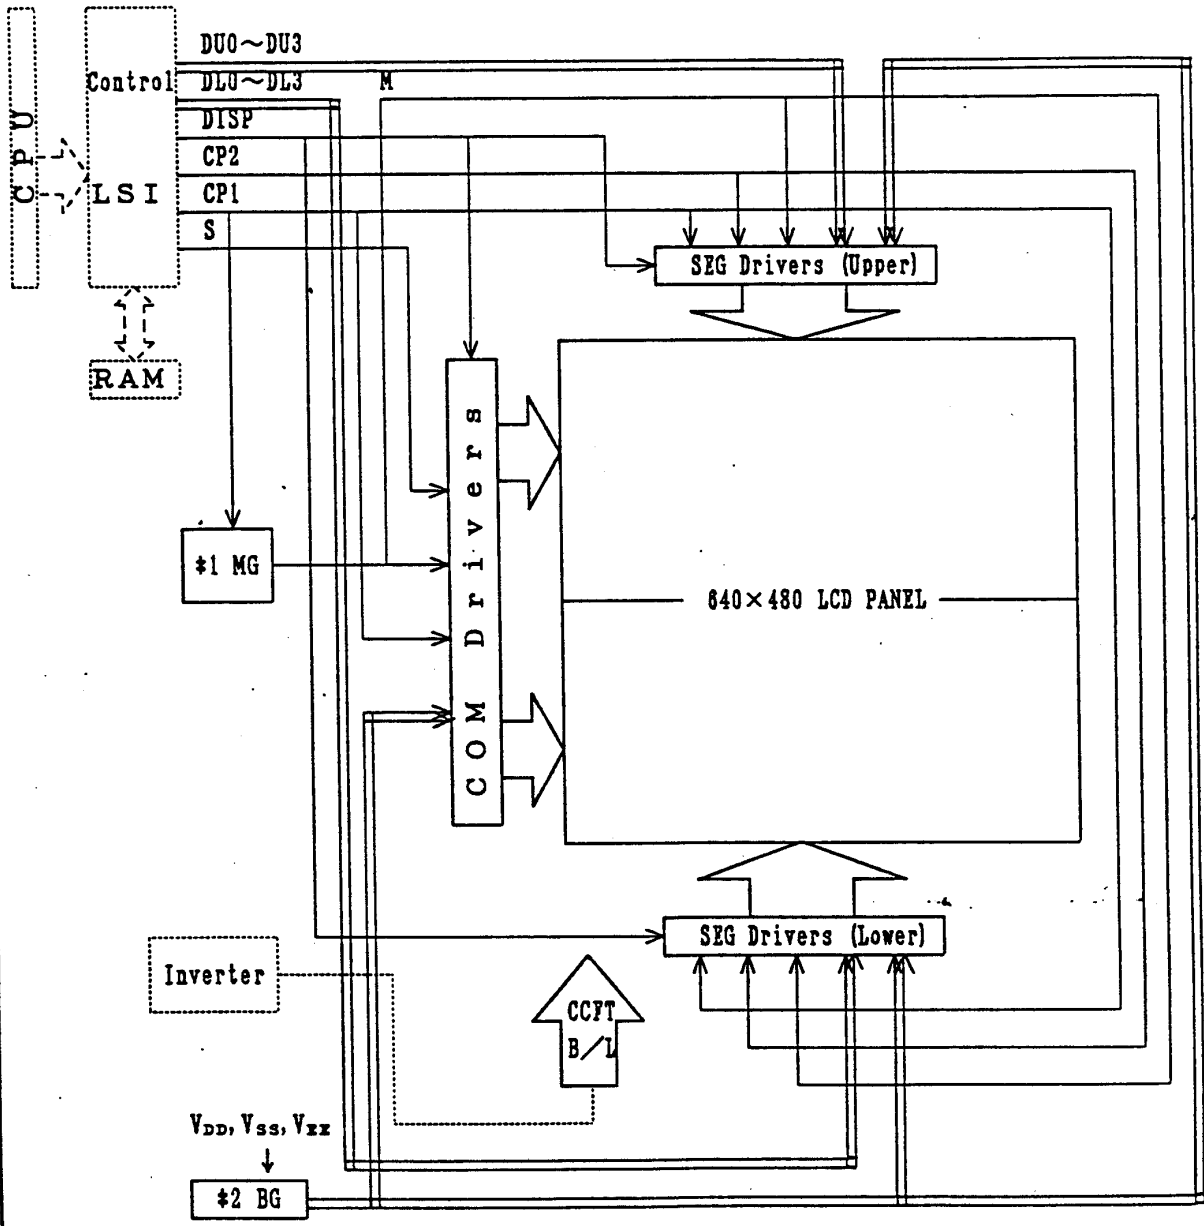 CPU
Control
LSI
RAM
DU0~DU3
DL0~DL3
M
DISP
CP2
CP1
S
SEG Drivers (Upper)
COM Drivers
*1 MG
640×480 LCD PANEL
SEG Drivers (Lower)
Inverter
CCFT
B/L
VDD, VSS, VEE
*2 BG